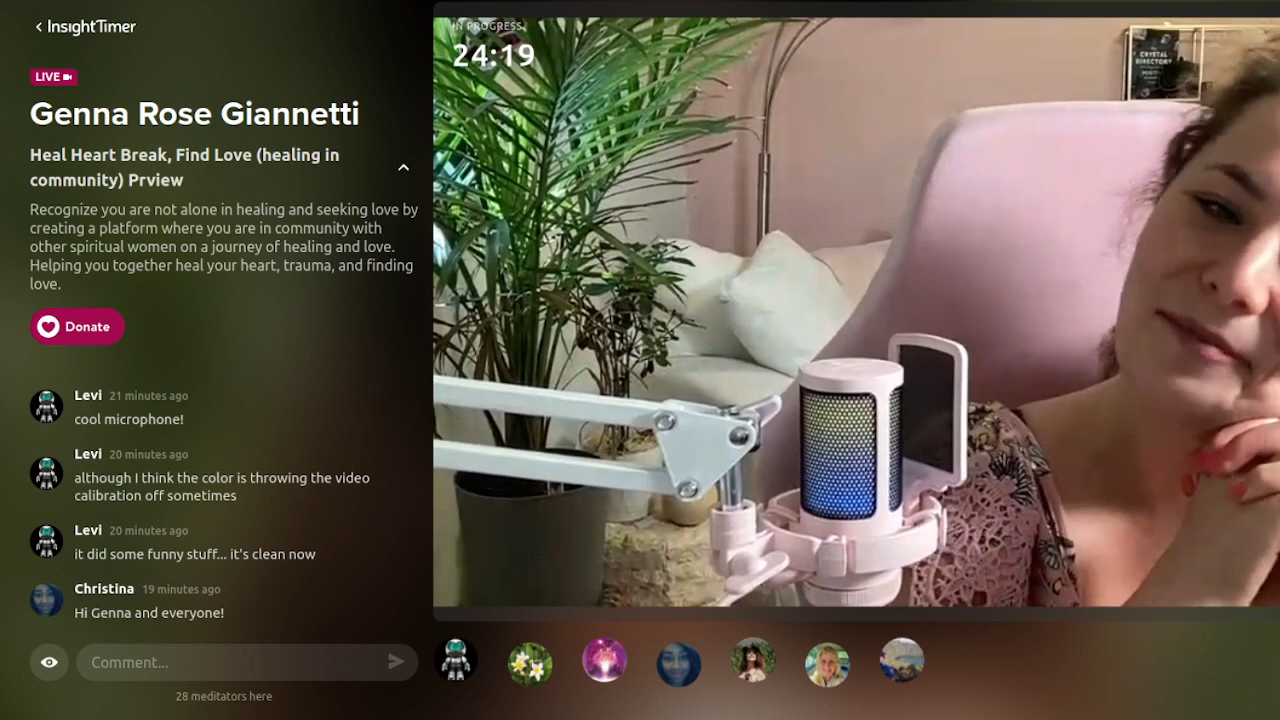 InsightTimer
LIVE
Genna Rose Giannetti
Heal Heart Break, Find Love (healing in
community) Prview
Recognize you are not alone in healing and seeking love by
creating a platform where you are in community with
other spiritual women on a journey of healing and love.
Helping you together heal your heart, trauma, and finding
love.
Donate
Levi 21 minutes ago
cool microphone!
Levi 20 minutes ago
although I think the color is throwing the video
calibration off sometimes
Levi 20 minutes ago
it did some funny stuff... it's clean now
Christina 19 minutes ago
Hi Genna and everyone!
Comment...
28 meditators here
IN PROGRESS
24:19
CRYSTAL
DIRECTORY